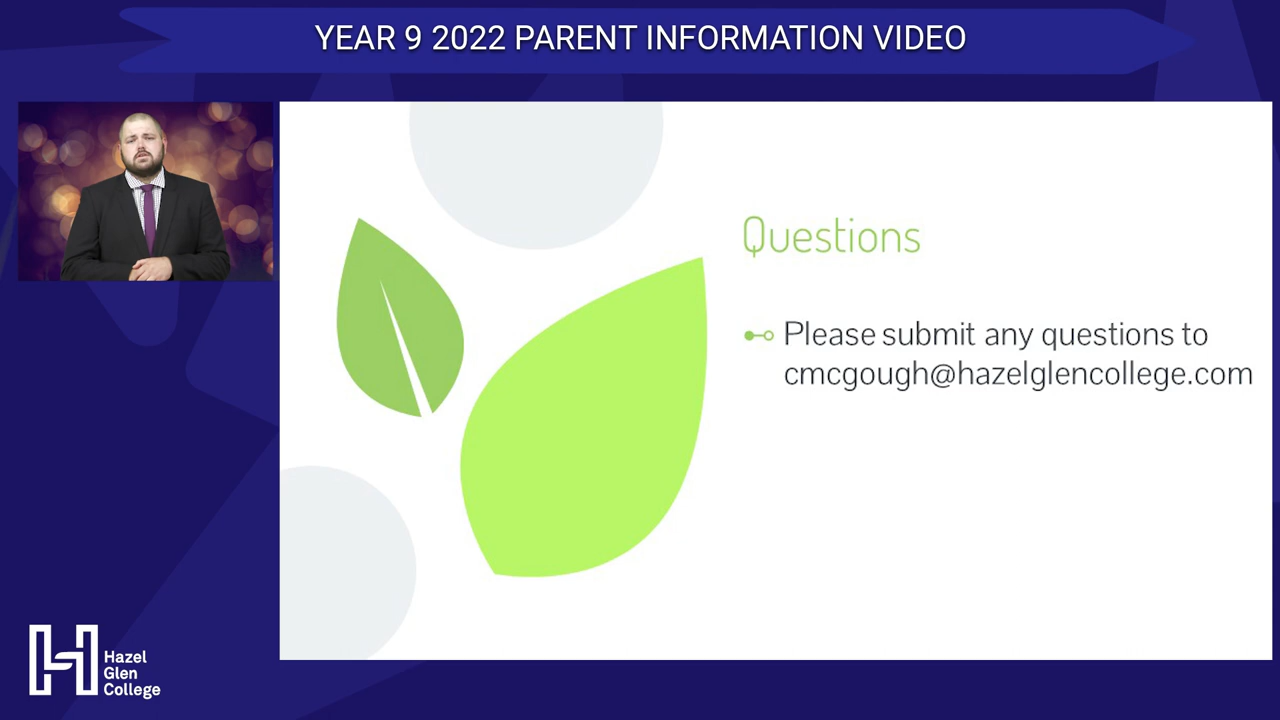 YEAR 9 2022 PARENT INFORMATION VIDEO
Questions
Please submit any questions to
cmcgough@hazelglencollege.com
Hazel
Glen
College